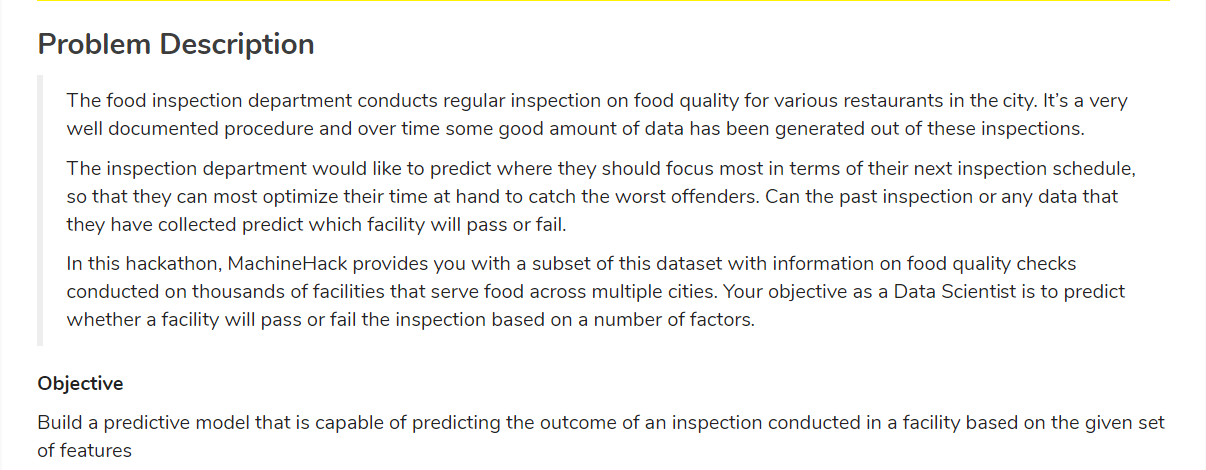 Problem Description
The food inspection department conducts regular inspection on food quality for various restaurants in the city. It’s a very
well documented procedure and over time some good amount of data has been generated out of these inspections.
The inspection department would like to predict where they should focus most in terms of their next inspection schedule,
so that they can most optimize their time at hand to catch the worst offenders. Can the past inspection or any data that
they have collected predict which facility will pass or fail.
In this hackathon, MachineHack provides you with a subset of this dataset with information on food quality checks
conducted on thousands of facilities that serve food across multiple cities. Your objective as a Data Scientist is to predict
whether a facility will pass or fail the inspection based on a number of factors.
Objective
Build a predictive model that is capable of predicting the outcome of an inspection conducted in a facility based on the given set
of features